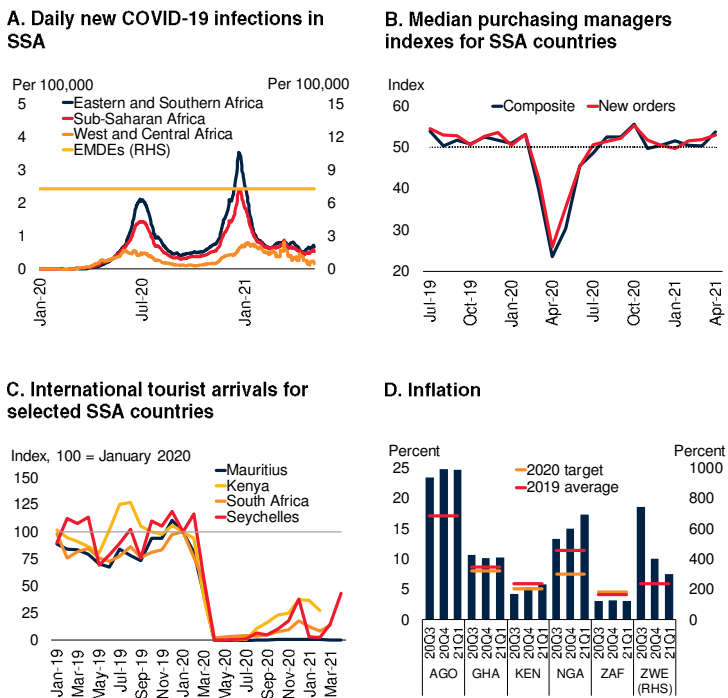 A. Daily new COVID-19 infections in
SSA
Per 100,000
Per 100,000
5
4
3
2
1
0
15
12
9
6
3
0
Eastern and Southern Africa
Sub-Saharan Africa
West and Central Africa
EMDEs (RHS)
Jan-20
Jul-20
Jan-21
B. Median purchasing managers
indexes for SSA countries
Index
60
50
40
30
20
Composite
New orders
Jul-19
Oct-19
Jan-20
Apr-20
Jul-20
Oct-20
Jan-21
Apr-21
C. International tourist arrivals for
selected SSA countries
Index, 100 = January 2020
150
125
100
75
50
25
0
Mauritius
Kenya
South Africa
Seychelles
Jan-19
Mar-19
May-19
Jul-19
Sep-19
Nov-19
Jan-20
Mar-20
May-20
Jul-20
Sep-20
Nov-20
Jan-21
Mar-21
D. Inflation
Percent
Percent
25
20
15
10
5
0
1000
800
600
400
200
0
2020 target
2019 average
20Q3
20Q4
21Q1
20Q3
20Q4
21Q1
20Q3
20Q4
21Q1
20Q3
20Q4
21Q1
20Q3
20Q4
21Q1
20Q3
20Q4
21Q1
AGO
GHA
KEN
NGA
ZAF
ZWE
(RHS)